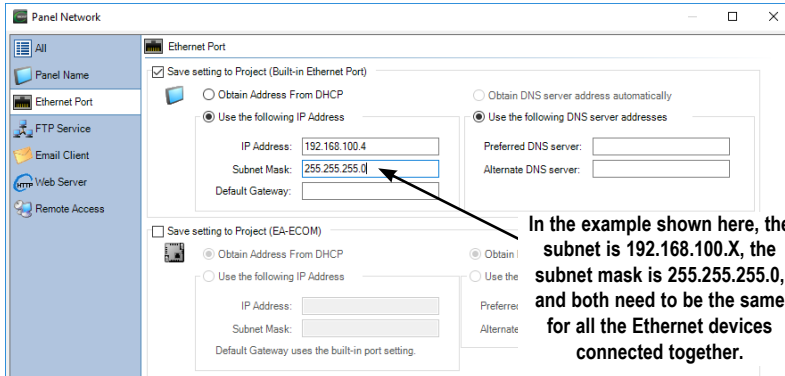 Panel Network
All
Panel Name
Ethernet Port
FTP Service
Email Client
HTTP Web Server
Remote Access
Ethernet Port
Save setting to Project (Built-in Ethernet Port)
Obtain Address From DHCP
Use the following IP Address
IP Address: 192.168.100.4
Subnet Mask: 255.255.255.0
Default Gateway:
Obtain DNS server address automatically
Use the following DNS server addresses
Preferred DNS server:
Alternate DNS server:
Save setting to Project (EA-ECOM)
Obtain Address From DHCP
Use the following IP Address
IP Address:
Subnet Mask:
Default Gateway uses the built-in port setting.
Obtain
Use the
Preferred
Alternate
In the example shown here, the
subnet is 192.168.100.X, the
subnet mask is 255.255.255.0,
and both need to be the same
for all the Ethernet devices
connected together.